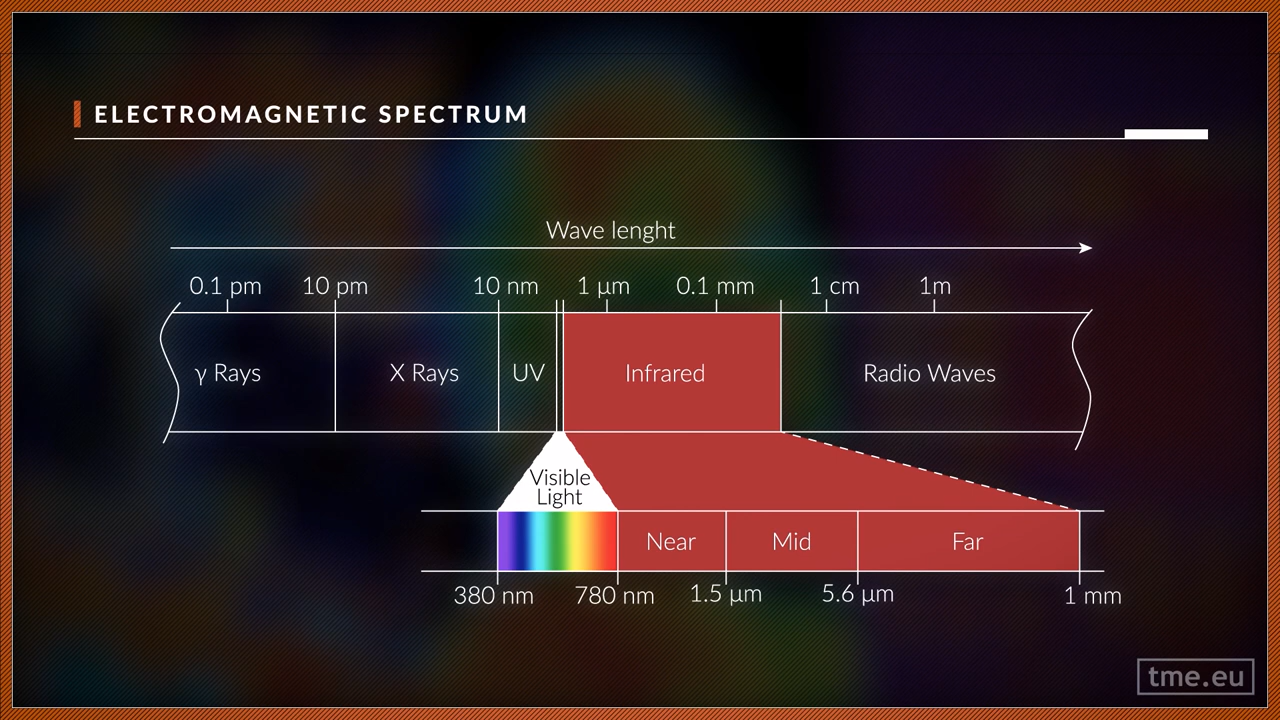 ELECTROMAGNETIC SPECTRUM
Wave lenght
0.1 pm 10 pm 10 nm 1 µm 0.1 mm 1 cm 1m
γ Rays X Rays UV Infrared Radio Waves
Visible
Light
Near Mid Far
380 nm 780 nm 1.5 µm 5.6 µm 1 mm
tme.eu